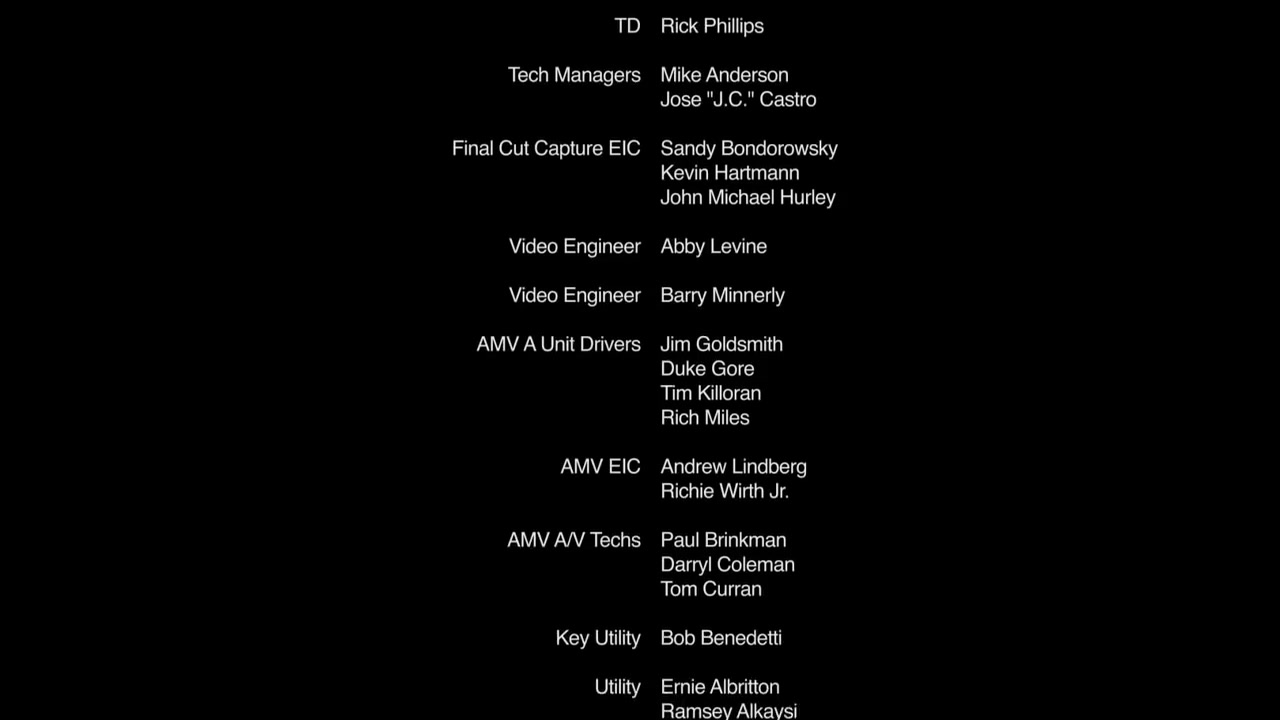 TD Rick Phillips
Tech Managers Mike Anderson
Jose "J.C." Castro
Final Cut Capture EIC Sandy Bondorowsky
Kevin Hartmann
John Michael Hurley
Video Engineer Abby Levine
Video Engineer Barry Minnerly
AMV A Unit Drivers Jim Goldsmith
Duke Gore
Tim Killoran
Rich Miles
AMV EIC Andrew Lindberg
Richie Wirth Jr.
AMV A/V Techs Paul Brinkman
Darryl Coleman
Tom Curran
Key Utility Bob Benedetti
Utility Ernie Albritton
Ramsey Alkaysi